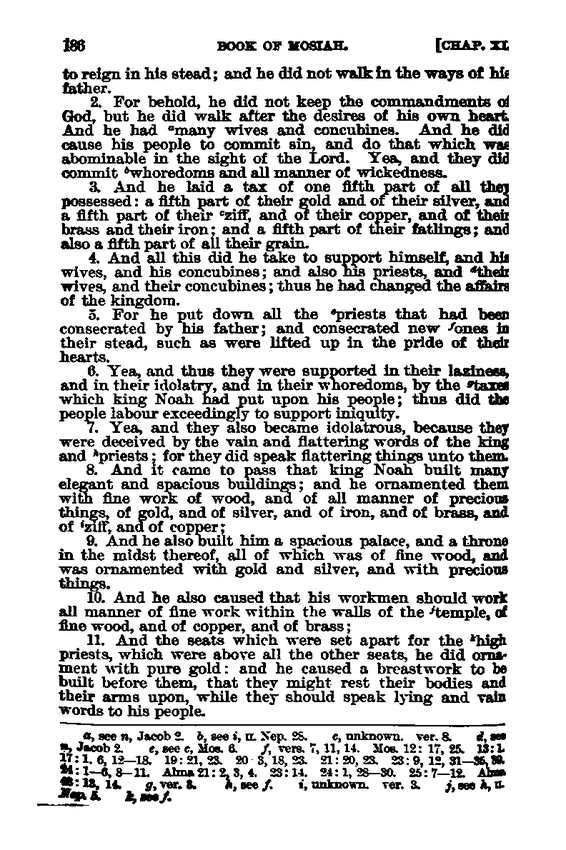 186 BOOK OF MOSIAH. [CHAP. XI.
to reign in his stead; and he did not walk in the ways of his
father.
2. For behold, he did not keep the commandments of
God, but he did walk after the desires of his own heart.
And he had ᵃmany wives and concubines. And he did
cause his people to commit sin, and do that which was
abominable in the sight of the Lord. Yea, and they did
commit ᵇwhoredoms and all manner of wickedness.
3. And he laid a tax of one fifth part of all they
possessed: a fifth part of their gold and of their silver, and
a fifth part of their ᶜziff, and of their copper, and of their
brass and their iron; and a fifth part of their fatlings; and
also a fifth part of all their grain.
4. And all this did he take to support himself, and his
wives, and his concubines; and also his priests, and ᵈtheir
wives, and their concubines; thus he had changed the affairs
of the kingdom.
5. For he put down all the ᵉpriests that had been
consecrated by his father; and consecrated new ᶠones in
their stead, such as were lifted up in the pride of their
hearts.
6. Yea, and thus they were supported in their laziness,
and in their idolatry, and in their whoredoms, by the ᵍtaxes
which king Noah had put upon his people; thus did the
people labour exceedingly to support iniquity.
7. Yea, and they also became idolatrous, because they
were deceived by the vain and flattering words of the king
and ʰpriests; for they did speak flattering things unto them.
8. And it came to pass that king Noah built many
elegant and spacious buildings; and he ornamented them
with fine work of wood, and of all manner of precious
things, of gold, and of silver, and of iron, and of brass, and
of ⁱziff, and of copper;
9. And he also built him a spacious palace, and a throne
in the midst thereof, all of which was of fine wood, and
was ornamented with gold and silver, and with precious
things.
10. And he also caused that his workmen should work
all manner of fine work within the walls of the ʲtemple, of
fine wood, and of copper, and of brass;
11. And the seats which were set apart for the ᵏhigh
priests, which were above all the other seats, he did orna-
ment with pure gold: and he caused a breastwork to be
built before them, that they might rest their bodies and
their arms upon, while they should speak lying and vain
words to his people.
a, see n, Jacob 2. b, see i, II. Nep. 28. c, unknown. ver. 8. d, see
n, Jacob 2. e, see c, Mos. 6. f, vers. 7, 11, 14. Mos. 12: 17, 25. 13:1.
17:1, 6, 12—18. 19: 21, 23. 20: 3, 18, 23. 21: 20, 23. 23: 9, 12, 31—35, 39.
24: 1—6, 8—11. Alma 21: 2, 3, 4. 23:14. 24: 1, 28—30. 25: 7—12. Alma
13, 14. g, ver. 3. h, see f. i, unknown. ver. 3. j, see h, II.
Nep. 5. k, see f.